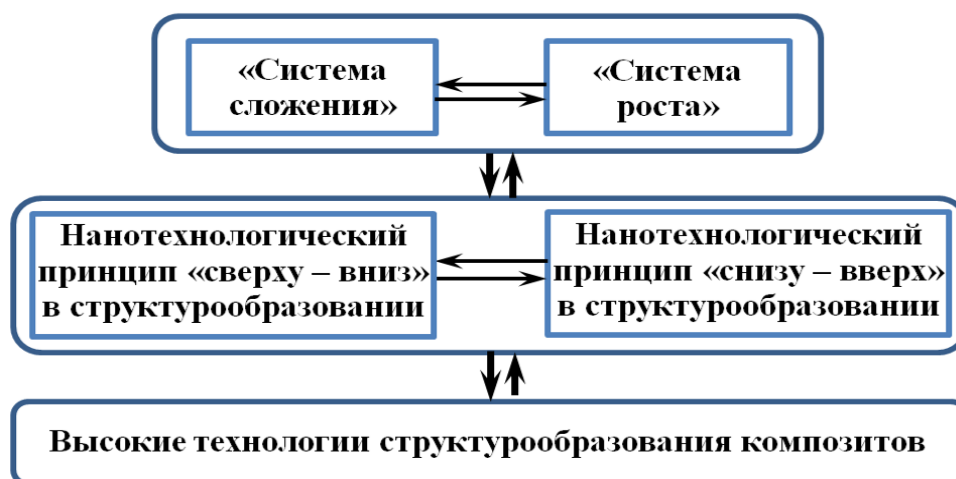 «Система
сложения»
«Система
роста»
Нанотехнологический
принцип «сверху – вниз»
в структурообразовании
Нанотехнологический
принцип «снизу – вверх»
в структурообразовании
Высокие технологии структурообразования композитов